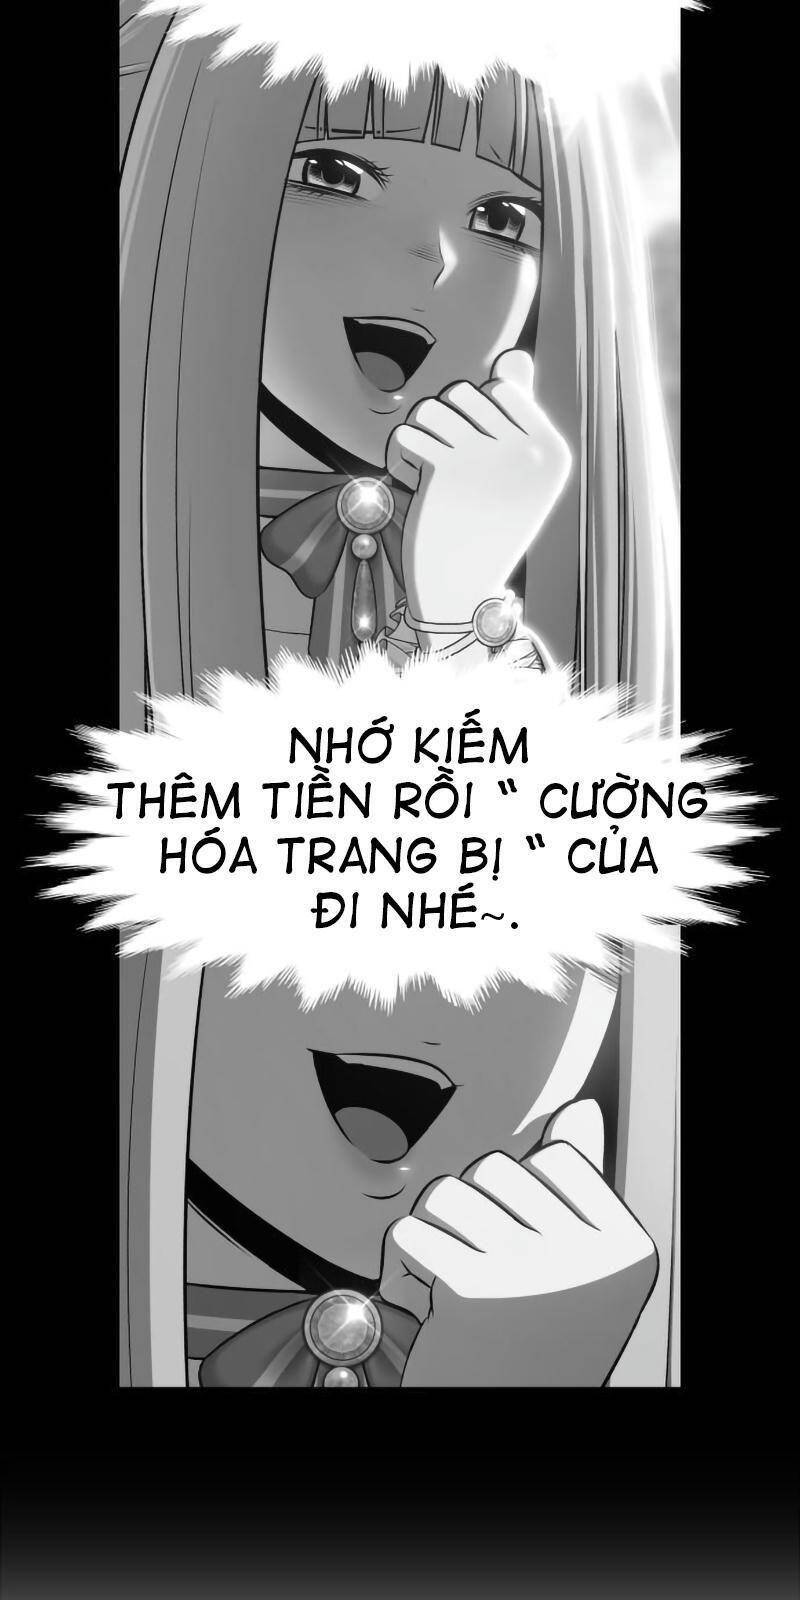 NHỚ KIẾM
THÊM TIỀN RỒI “ CƯỜNG
HÓA TRANG BỊ “ CỦA
ĐI NHÉ~.